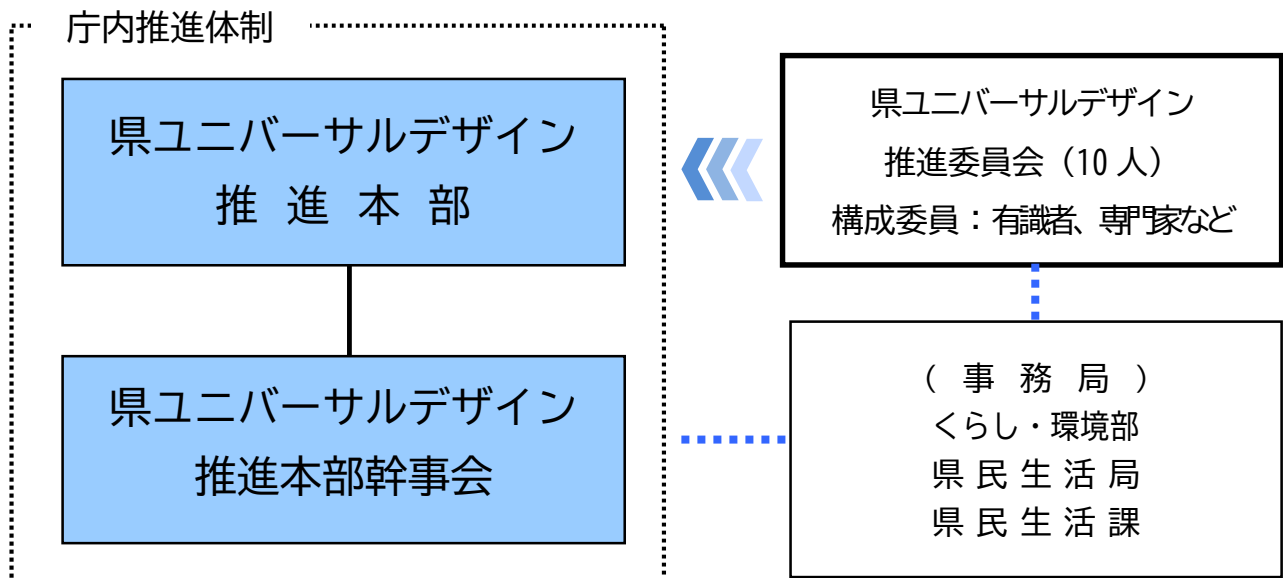 庁内推進体制
県ユニバーサルデザイン
推進本部
県ユニバーサルデザイン
推進本部幹事会
県ユニバーサルデザイン
推進委員会（10人）
構成委員：有識者、専門家など
（事務局）
くらし・環境部
県民生活局
県民生活課